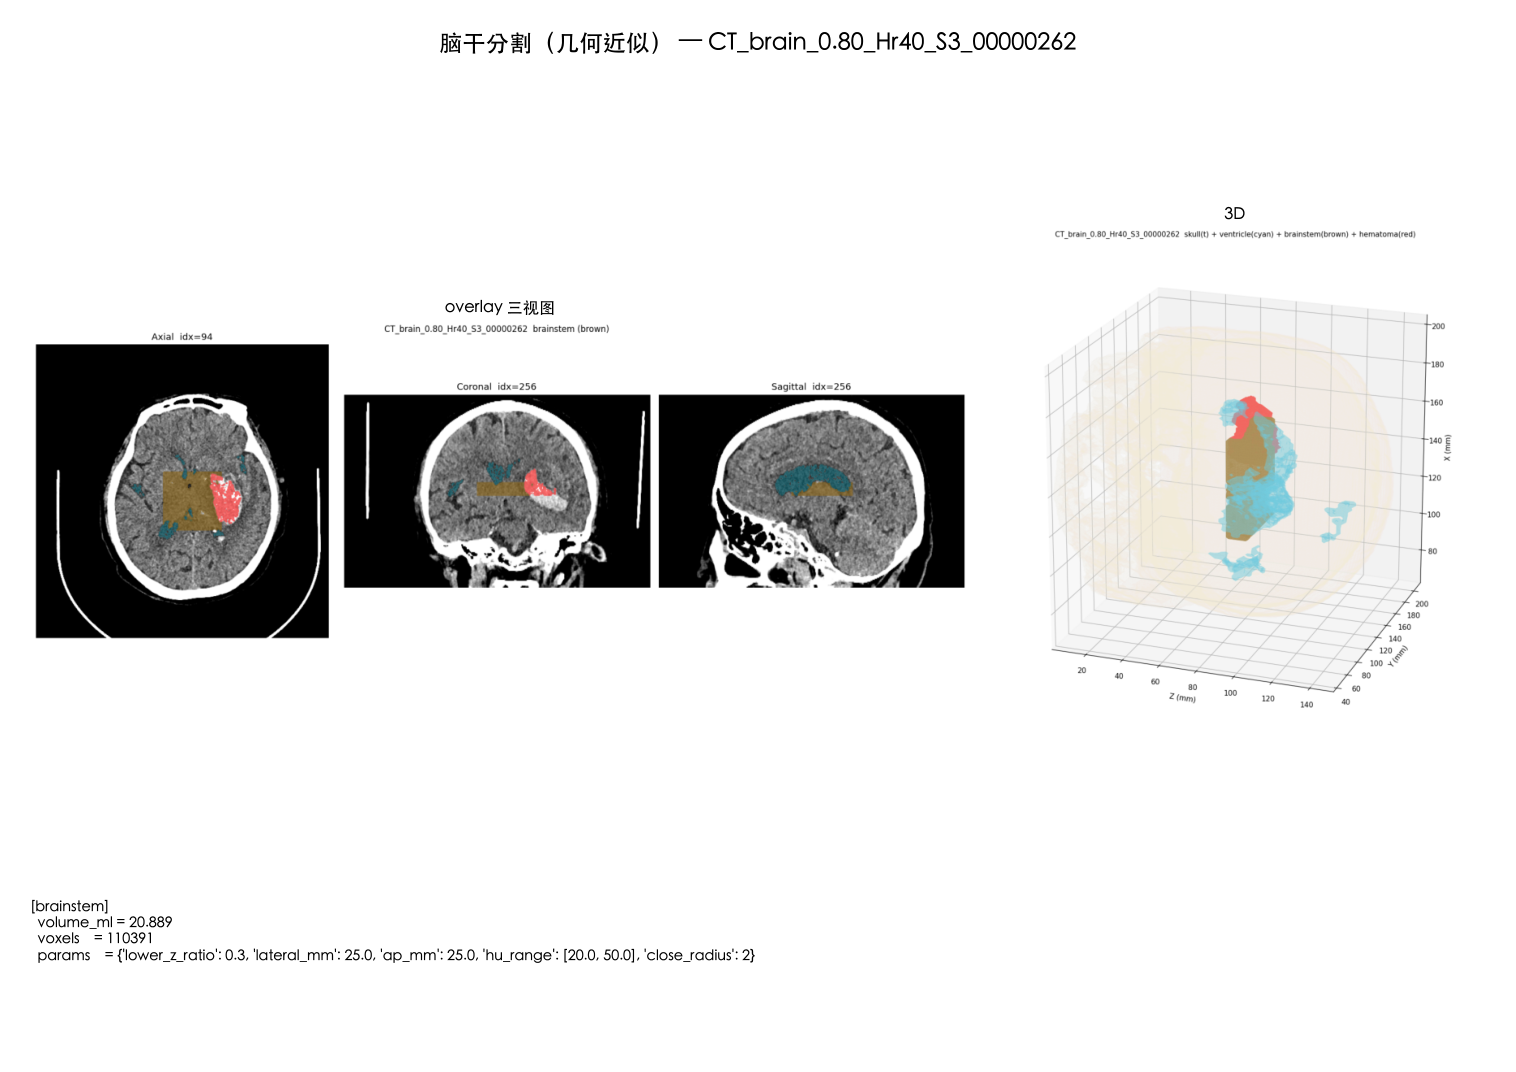 脑干分割（几何近似） — CT_brain_0.80_Hr40_S3_00000262
3D
CT_brain_0.80_Hr40_S3_00000262 skull(t) + ventricle(cyan) + brainstem(brown) + hematoma(red)
overlay 三视图
CT_brain_0.80_Hr40_S3_00000262 brainstem (brown)
Axial idx=94
Coronal idx=256
Sagittal idx=256
200
180
160
140
120
100
80
X (mm)
200
180
160
140
120
100
80
60
40
Y (mm)
20
40
60
80
100
120
140
Z (mm)
[brainstem]
volume_ml = 20.889
voxels = 110391
params = {'lower_z_ratio': 0.3, 'lateral_mm': 25.0, 'ap_mm': 25.0, 'hu_range': [20.0, 50.0], 'close_radius': 2}